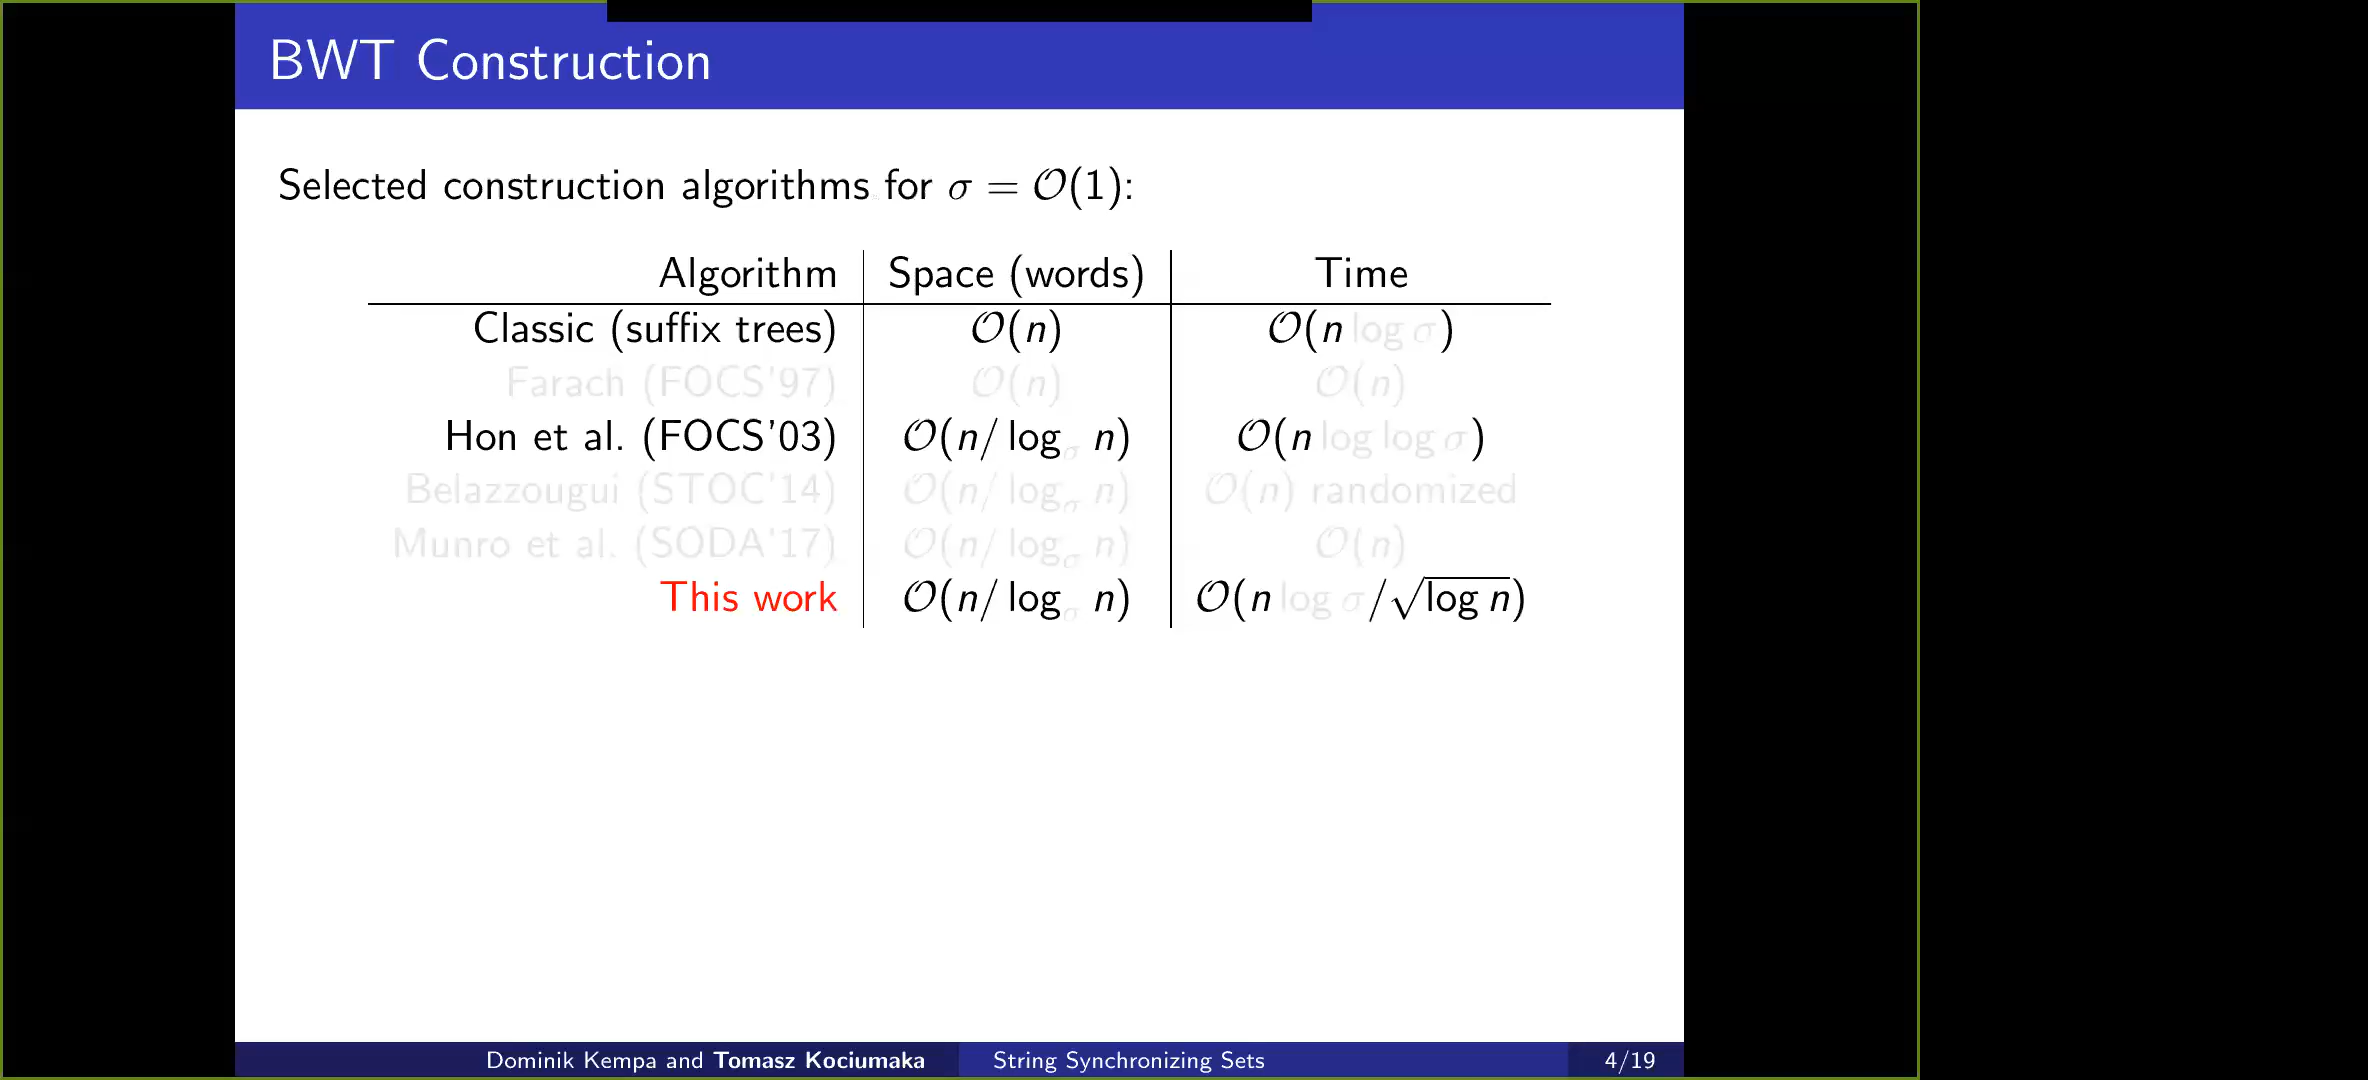 BWT Construction
Selected construction algorithms for σ = O(1):
Algorithm Space (words) Time
Classic (suffix trees) O(n) O(n log σ)
Farach (FOCS'97) O(n) O(n)
Hon et al. (FOCS'03) O(n/ log_σ n) O(n log log σ)
Belazzougui (STOC'14) O(n/ log_σ n) O(n) randomized
Munro et al. (SODA'17) O(n/ log_σ n) O(n)
This work O(n/ log_σ n) O(n log σ/√log n)
Dominik Kempa and Tomasz Kociumaka String Synchronizing Sets 4/19